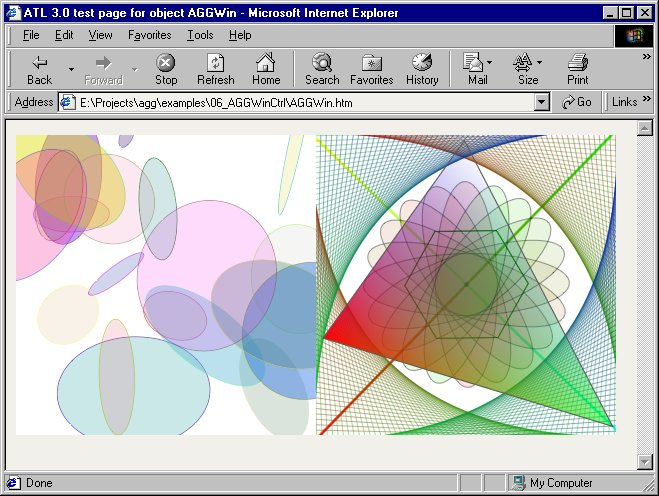 ATL 3.0 test page for object AGGWin - Microsoft Internet Explorer
File Edit View Favorites Tools Help
Back Forward Stop Refresh Home Search Favorites History Mail Size Print »
Address E:\Projects\agg\examples\06_AGGWinCtrl\AGGWin.htm Go Links »
Done My Computer